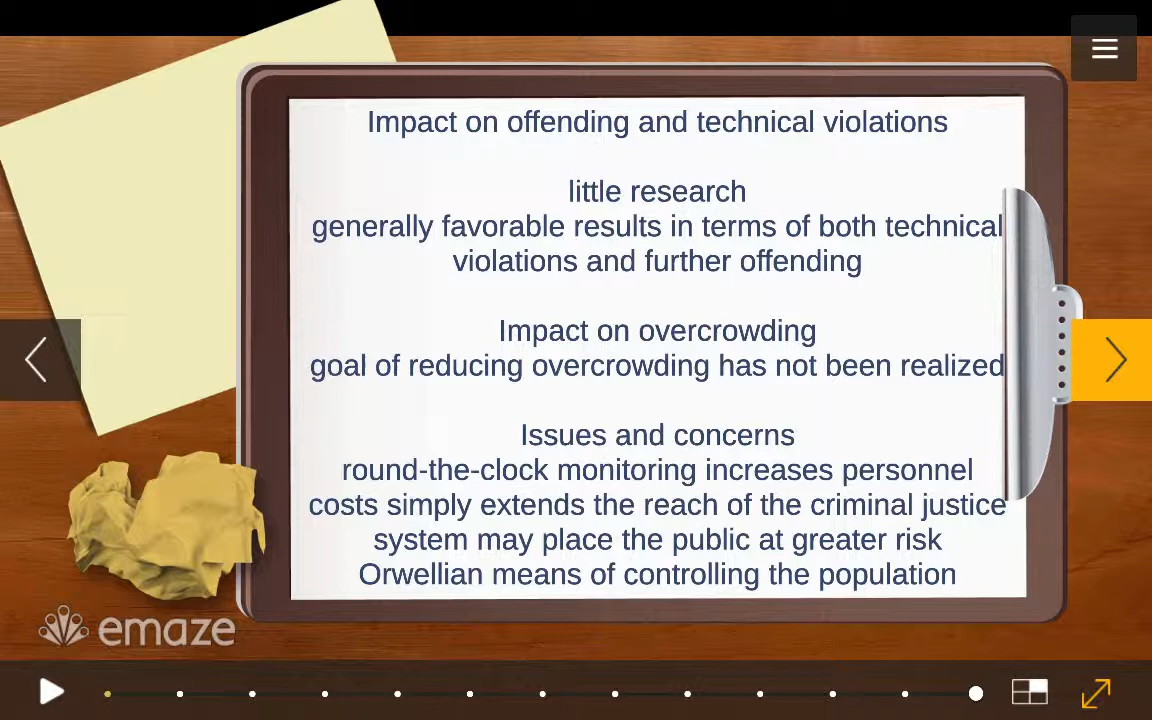 Impact on offending and technical violations
little research
generally favorable results in terms of both technical
violations and further offending
Impact on overcrowding
goal of reducing overcrowding has not been realized
Issues and concerns
round-the-clock monitoring increases personnel
costs simply extends the reach of the criminal justice
system may place the public at greater risk
Orwellian means of controlling the population
emaze